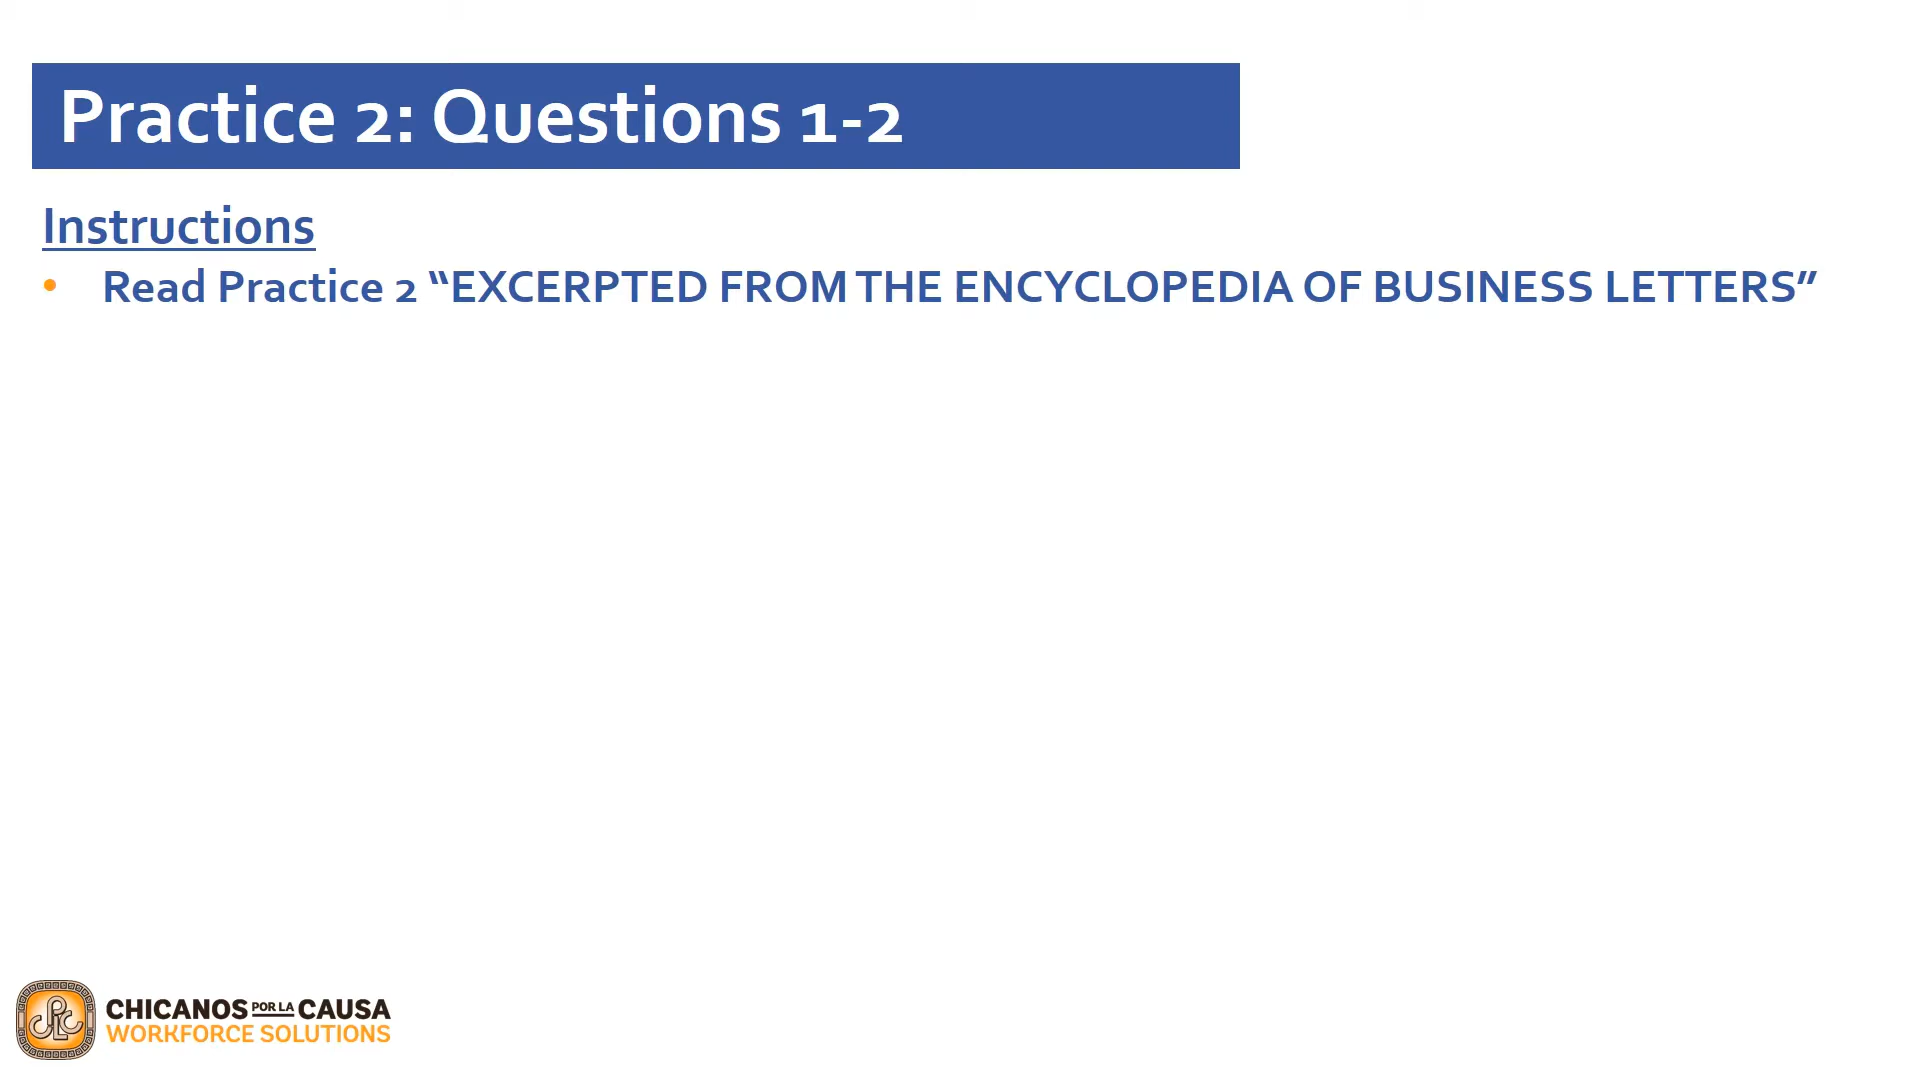 Practice 2: Questions 1-2
Instructions
• Read Practice 2 “EXCERPTED FROM THE ENCYCLOPEDIA OF BUSINESS LETTERS”
CHICANOS POR LA CAUSA
WORKFORCE SOLUTIONS